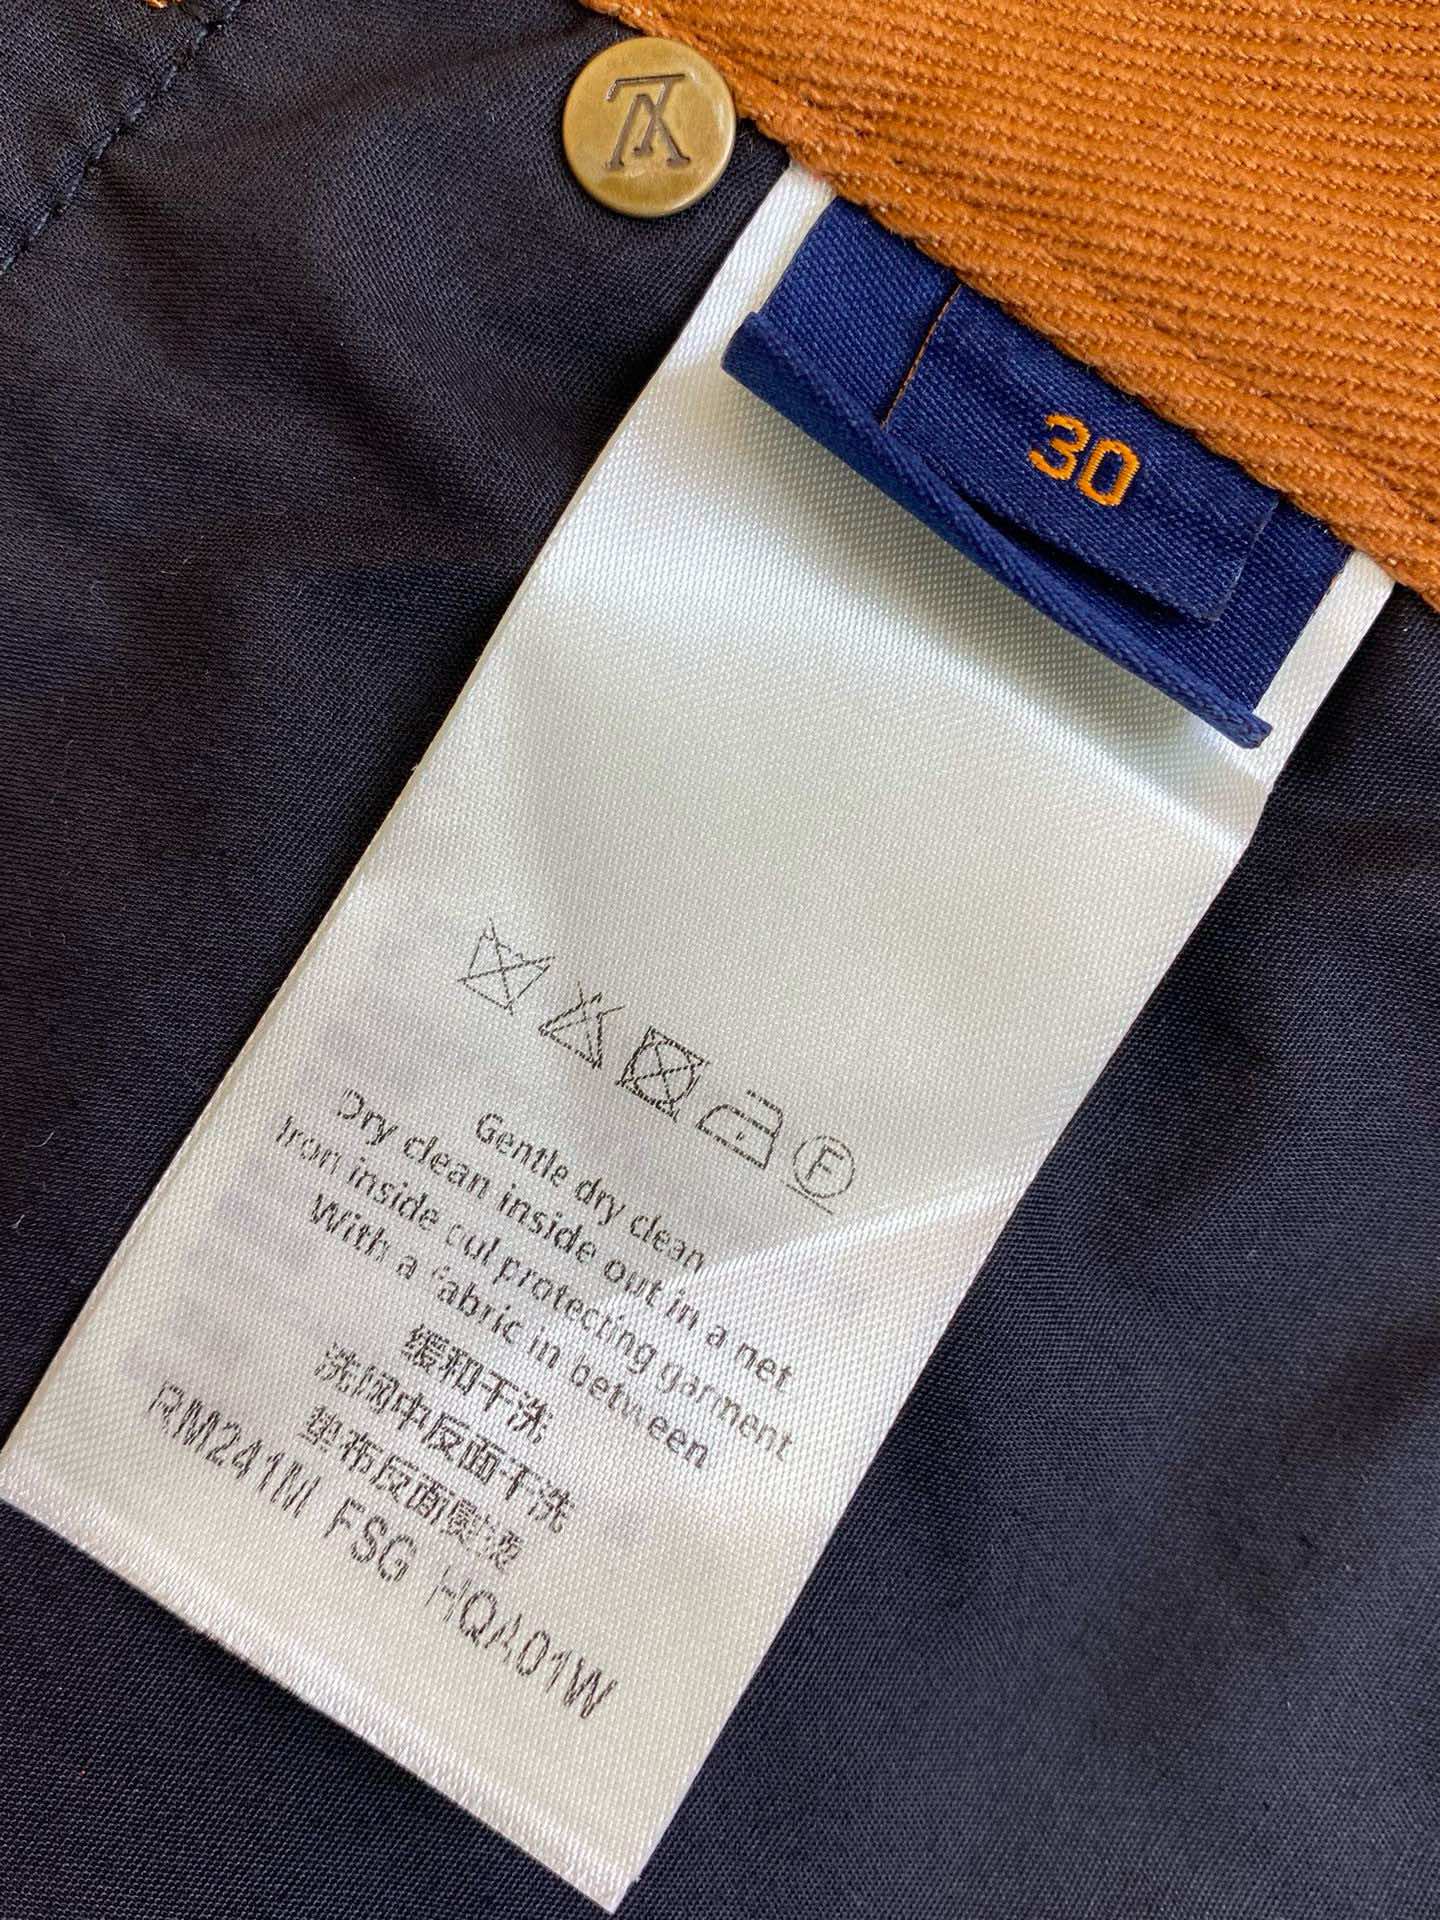 30
F
Gentle dry clean
Dry clean inside out in a net
Iron inside out protecting garment
With a fabric in between
缓和干洗
洗网中反面干洗
垫布反面熨烫
RM241M FSG HQA01W